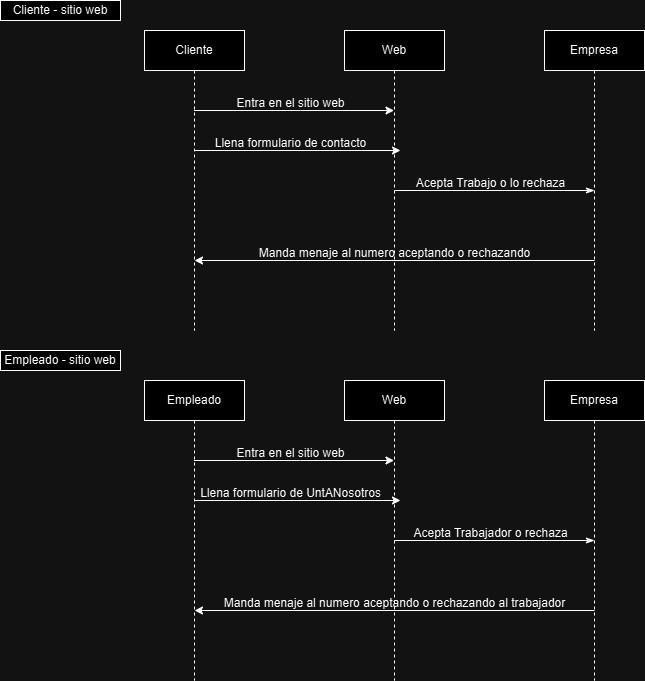 Cliente - sitio web
Cliente
Web
Empresa
Entra en el sitio web
Llena formulario de contacto
Acepta Trabajo o lo rechaza
Manda menaje al numero aceptando o rechazando
Empleado - sitio web
Empleado
Web
Empresa
Entra en el sitio web
Llena formulario de UntANosotros
Acepta Trabajador o rechaza
Manda menaje al numero aceptando o rechazando al trabajador